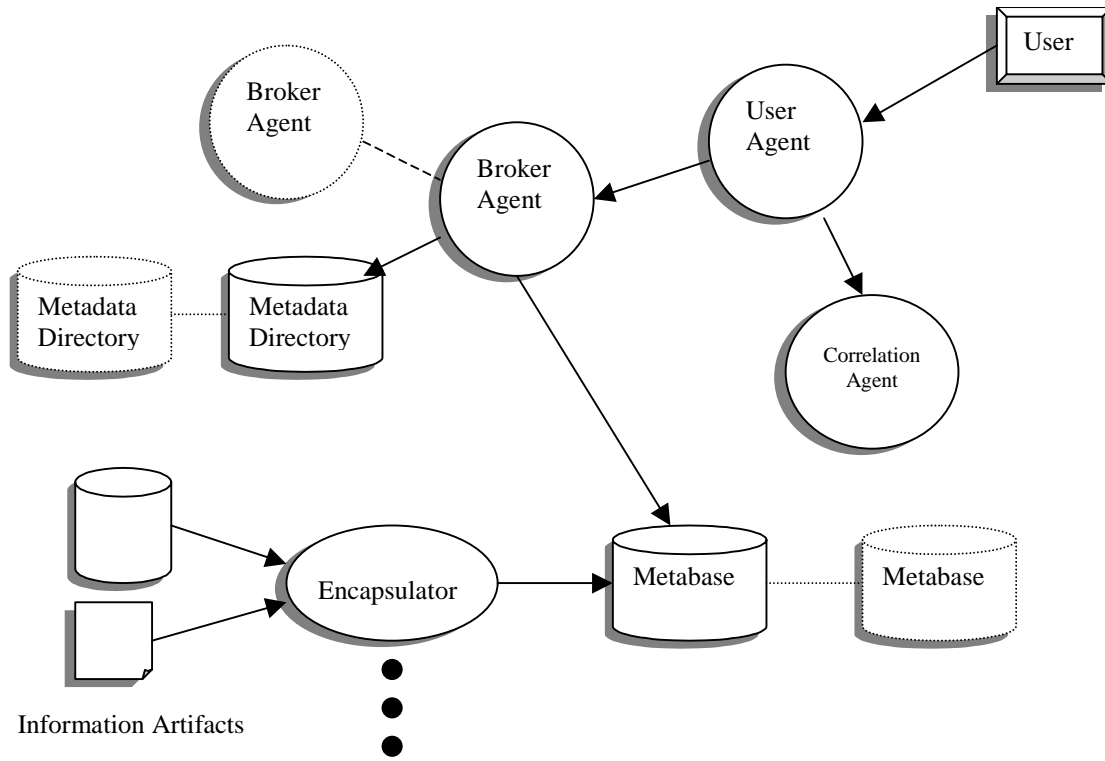 User
Broker
Agent
User
Agent
Broker
Agent
Metadata
Directory
Metadata
Directory
Correlation
Agent
Encapsulator
Metabase
Metabase
Information Artifacts